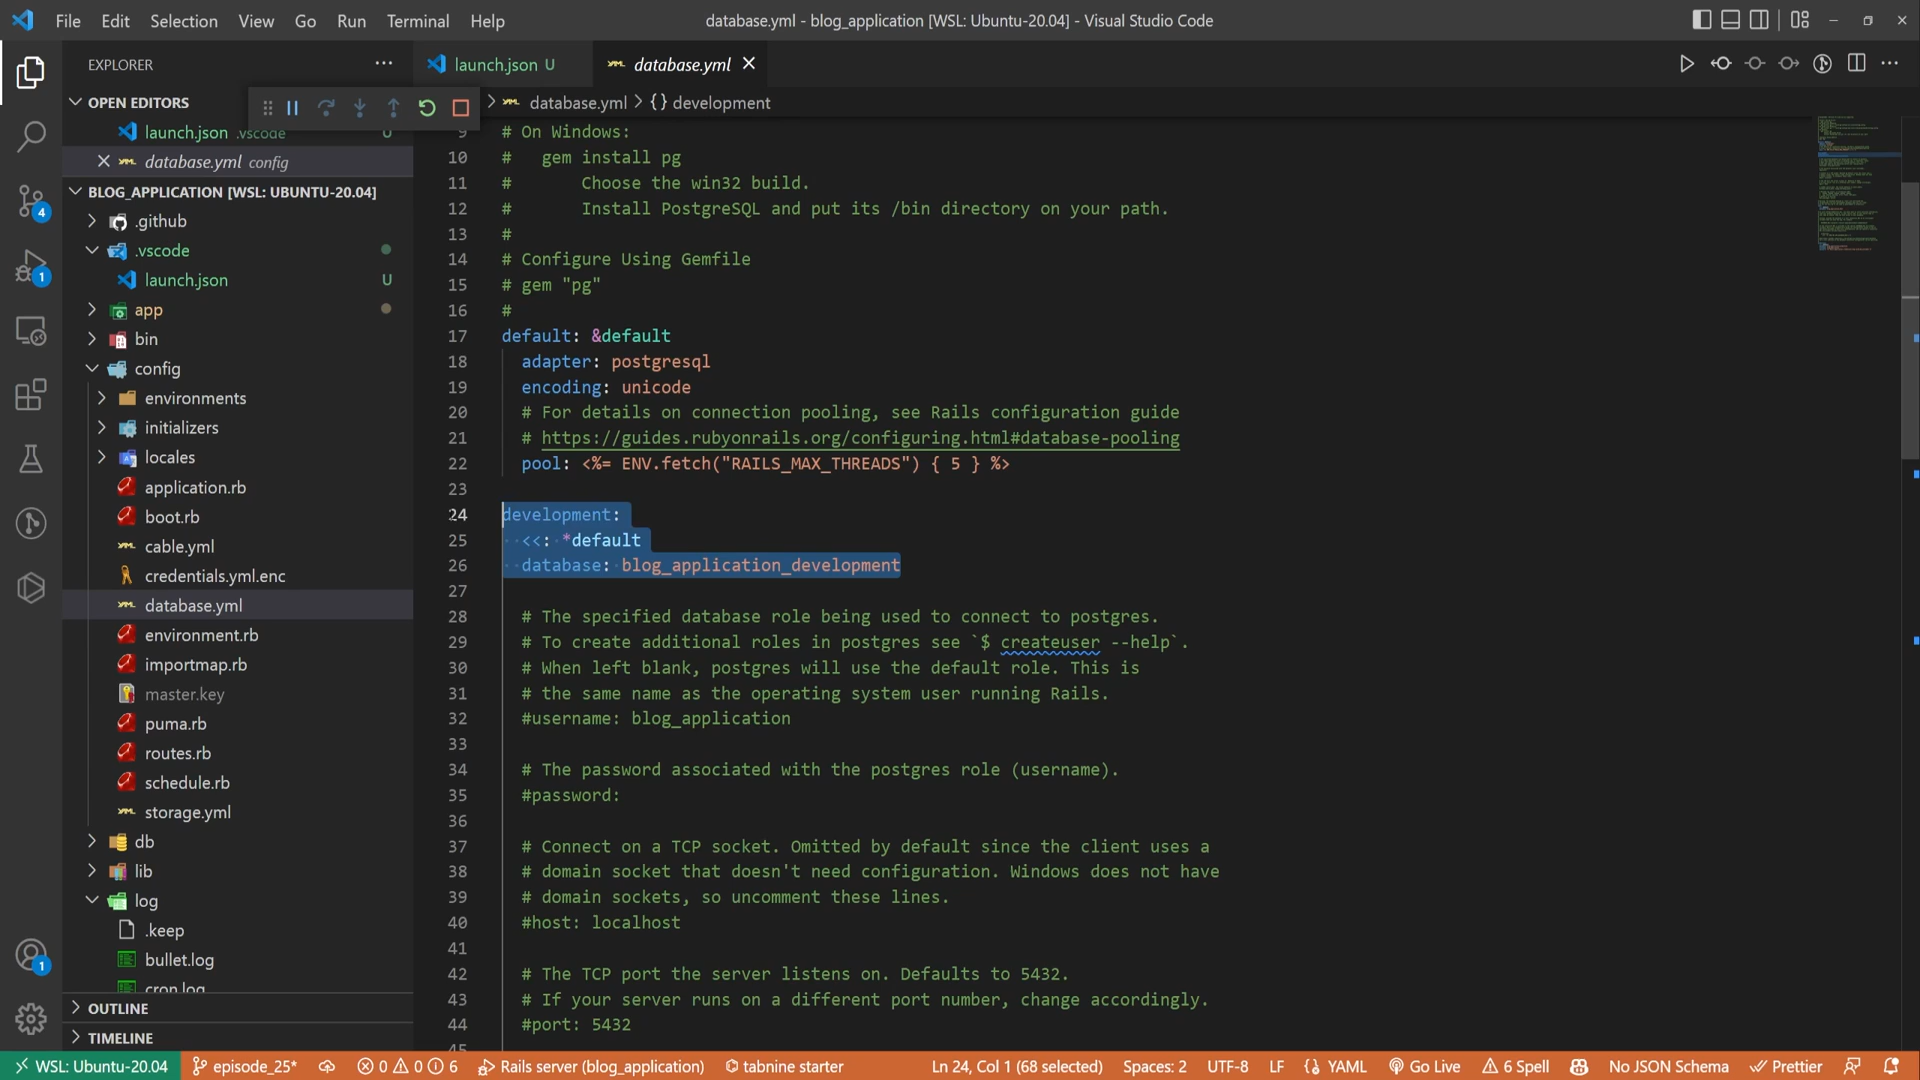 File Edit Selection View Go Run Terminal Help
database.yml - blog_application [WSL: Ubuntu-20.04] - Visual Studio Code
EXPLORER
launch.json U
database.yml
OPEN EDITORS
launch.json .vscode U
database.yml config
BLOG_APPLICATION [WSL: UBUNTU-20.04]
.github
.vscode
launch.json U
app
bin
config
environments
initializers
locales
application.rb
boot.rb
cable.yml
credentials.yml.enc
database.yml
environment.rb
importmap.rb
master.key
puma.rb
routes.rb
schedule.rb
storage.yml
db
lib
log
.keep
bullet.log
cron.log
OUTLINE
TIMELINE
4
1
1
database.yml > {} development
9 # On Windows:
10 #   gem install pg
11 #       Choose the win32 build.
12 #       Install PostgreSQL and put its /bin directory on your path.
13 #
14 # Configure Using Gemfile
15 # gem "pg"
16 #
17 default: &default
18   adapter: postgresql
19   encoding: unicode
20   # For details on connection pooling, see Rails configuration guide
21   # https://guides.rubyonrails.org/configuring.html#database-pooling
22   pool: <%= ENV.fetch("RAILS_MAX_THREADS") { 5 } %>
23
24 development:
25   <<: *default
26   database: blog_application_development
27
28   # The specified database role being used to connect to postgres.
29   # To create additional roles in postgres see `$ createuser --help`.
30   # When left blank, postgres will use the default role. This is
31   # the same name as the operating system user running Rails.
32   #username: blog_application
33
34   # The password associated with the postgres role (username).
35   #password:
36
37   # Connect on a TCP socket. Omitted by default since the client uses a
38   # domain socket that doesn't need configuration. Windows does not have
39   # domain sockets, so uncomment these lines.
40   #host: localhost
41
42   # The TCP port the server listens on. Defaults to 5432.
43   # If your server runs on a different port number, change accordingly.
44   #port: 5432
45
WSL: Ubuntu-20.04 episode_25* 0 0 6 Rails server (blog_application) tabnine starter Ln 24, Col 1 (68 selected) Spaces: 2 UTF-8 LF {} YAML Go Live 6 Spell No JSON Schema Prettier